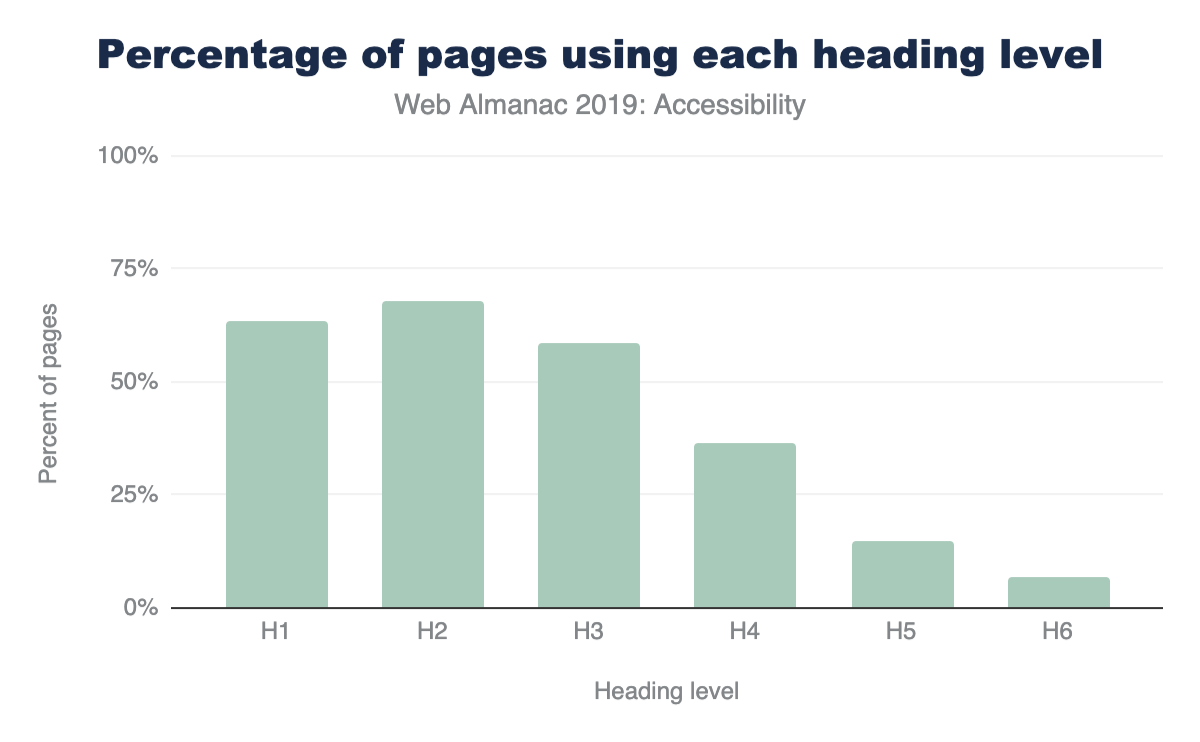 Percentage of pages using each heading level
Web Almanac 2019: Accessibility
100%
75%
50%
25%
0%
Percent of pages
H1 H2 H3 H4 H5 H6
Heading level